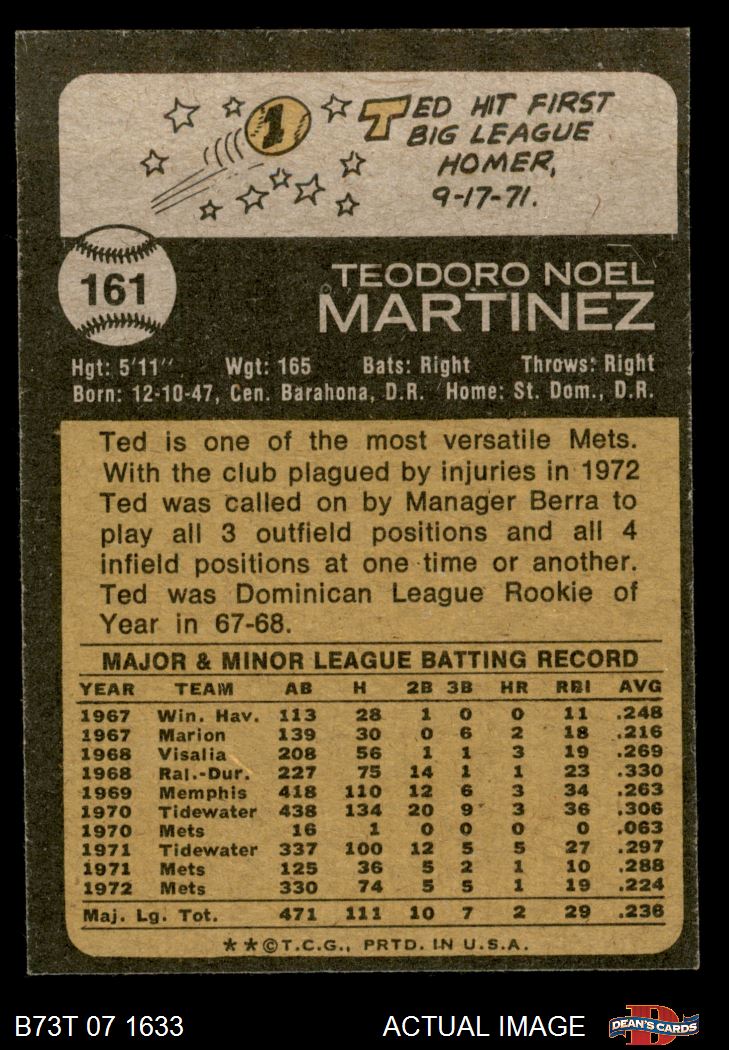 1 TED HIT FIRST
BIG LEAGUE
HOMER,
9-17-71.
161
TEODORO NOEL
MARTINEZ
Hgt: 5'11" Wgt: 165 Bats: Right Throws: Right
Born: 12-10-47, Cen. Barahona, D.R. Home: St. Dom., D.R.
Ted is one of the most versatile Mets.
With the club plagued by injuries in 1972
Ted was called on by Manager Berra to
play all 3 outfield positions and all 4
infield positions at one time or another.
Ted was Dominican League Rookie of
Year in 67-68.
MAJOR & MINOR LEAGUE BATTING RECORD
YEAR TEAM AB H 2B 3B HR RBI AVG
1967 Win. Hav. 113 28 1 0 0 11 .248
1967 Marion 139 30 0 6 2 18 .216
1968 Visalia 208 56 1 1 3 19 .269
1968 Ral.-Dur. 227 75 14 1 1 23 .330
1969 Memphis 418 110 12 6 3 34 .263
1970 Tidewater 438 134 20 9 3 36 .306
1970 Mets 16 1 0 0 0 0 .063
1971 Tidewater 337 100 12 5 5 27 .297
1971 Mets 125 36 5 2 1 10 .288
1972 Mets 330 74 5 5 1 19 .224
Maj. Lg. Tot. 471 111 10 7 2 29 .236
★★©T.C.G., PRTD. IN U.S.A.
B73T 07 1633 ACTUAL IMAGE D DEAN'S CARDS